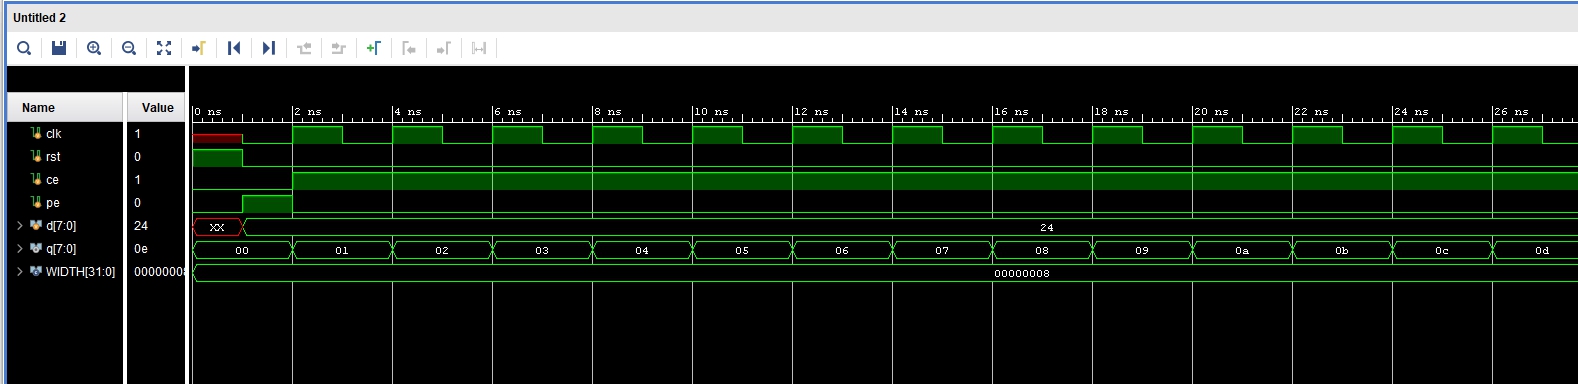 Untitled 2
Name Value 0 ns 2 ns 4 ns 6 ns 8 ns 10 ns 12 ns 14 ns 16 ns 18 ns 20 ns 22 ns 24 ns 26 ns
clk 1
rst 0
ce 1
pe 0
d[7:0] 24 XX 24
q[7:0] 0e 00 01 02 03 04 05 06 07 08 09 0a 0b 0c 0d
WIDTH[31:0] 00000008 00000008